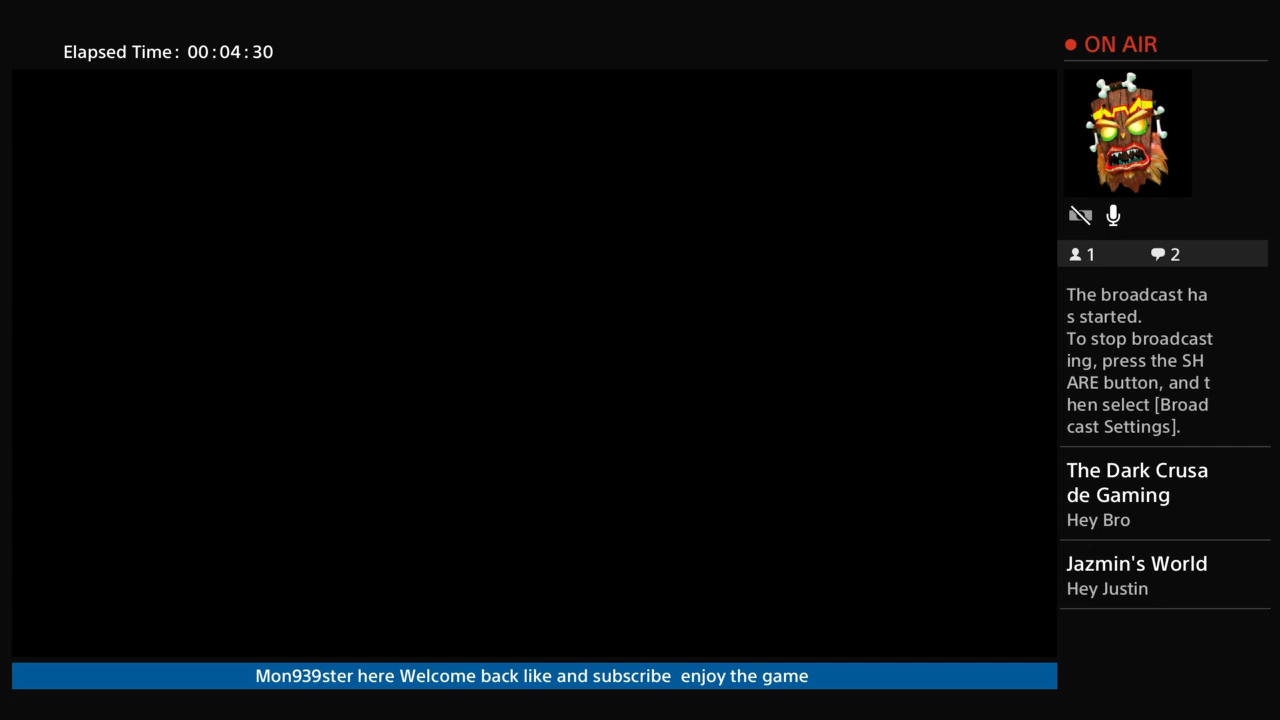 Elapsed Time: 00:04:30
ON AIR
1 2
The broadcast ha
s started.
To stop broadcast
ing, press the SH
ARE button, and t
hen select [Broad
cast Settings].
The Dark Crusa
de Gaming
Hey Bro
Jazmin's World
Hey Justin
Mon939ster here Welcome back like and subscribe  enjoy the game